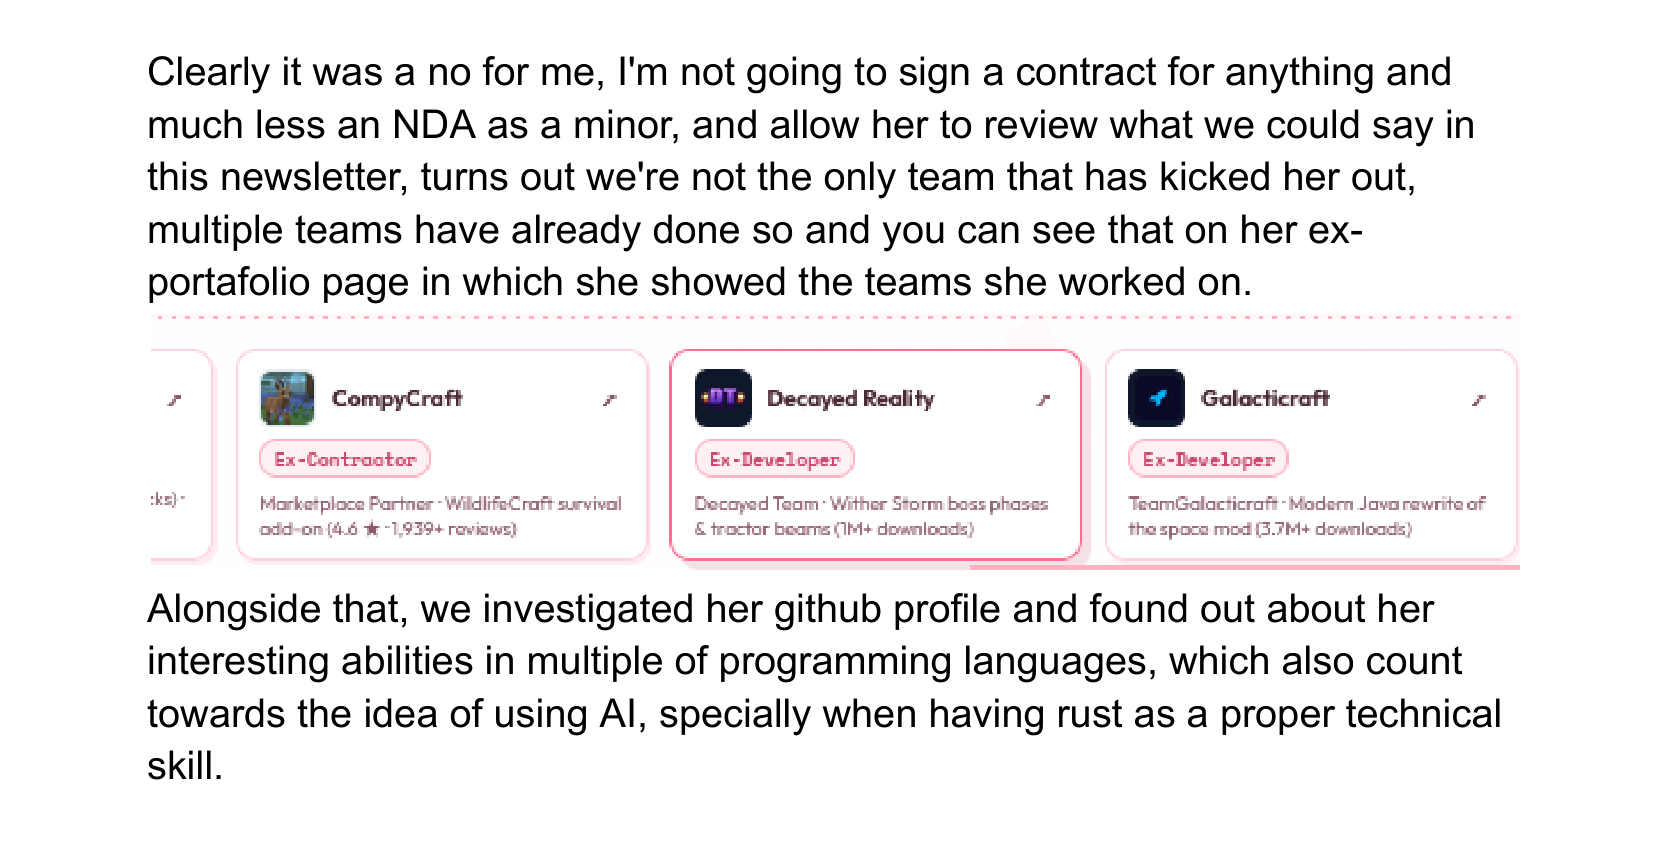 Clearly it was a no for me, I'm not going to sign a contract for anything and
much less an NDA as a minor, and allow her to review what we could say in
this newsletter, turns out we're not the only team that has kicked her out,
multiple teams have already done so and you can see that on her ex-
portafolio page in which she showed the teams she worked on.
CompyCraft
Decayed Reality
Galacticraft
Ex-Contractor
Ex-Developer
Ex-Developer
:ks) ·
Marketplace Partner · WildlifeCraft survival
add-on (4.6 ★ · 1,939+ reviews)
Decayed Team · Wither Storm boss phases
& tractor beams (1M+ downloads)
TeamGalacticraft · Modern Java rewrite of
the space mod (3.7M+ downloads)
Alongside that, we investigated her github profile and found out about her
interesting abilities in multiple of programming languages, which also count
towards the idea of using AI, specially when having rust as a proper technical
skill.